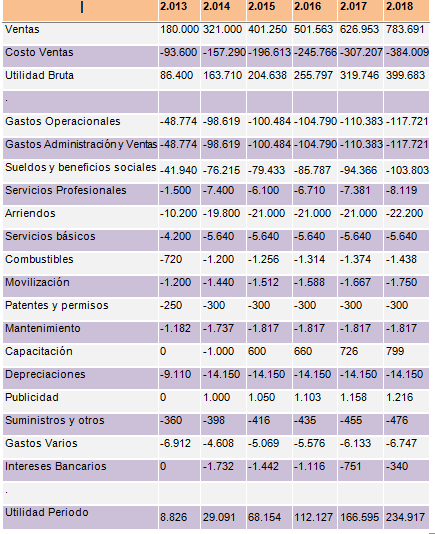 2.013 2.014 2.015 2.016 2.017 2.018
Ventas 180.000 321.000 401.250 501.563 626.953 783.691
Costo Ventas -93.600 -157.290 -196.613 -245.766 -307.207 -384.009
Utilidad Bruta 86.400 163.710 204.638 255.797 319.746 399.683
.
Gastos Operacionales -48.774 -98.619 -100.484 -104.790 -110.383 -117.721
Gastos Administración y Ventas -48.774 -98.619 -100.484 -104.790 -110.383 -117.721
Sueldos y beneficios sociales -41.940 -76.215 -79.433 -85.787 -94.366 -103.803
Servicios Profesionales -1.500 -7.400 -6.100 -6.710 -7.381 -8.119
Arriendos -10.200 -19.800 -21.000 -21.000 -21.000 -22.200
Servicios básicos -4.200 -5.640 -5.640 -5.640 -5.640 -5.640
Combustibles -720 -1.200 -1.256 -1.314 -1.374 -1.438
Movilización -1.200 -1.440 -1.512 -1.588 -1.667 -1.750
Patentes y permisos -250 -300 -300 -300 -300 -300
Mantenimiento -1.182 -1.737 -1.817 -1.817 -1.817 -1.817
Capacitación 0 -1.000 600 660 726 799
Depreciaciones -9.110 -14.150 -14.150 -14.150 -14.150 -14.150
Publicidad 0 1.000 1.050 1.103 1.158 1.216
Suministros y otros -360 -398 -416 -435 -455 -476
Gastos Varios -6.912 -4.608 -5.069 -5.576 -6.133 -6.747
Intereses Bancarios 0 -1.732 -1.442 -1.116 -751 -340
.
Utilidad Periodo 8.826 29.091 68.154 112.127 166.595 234.917